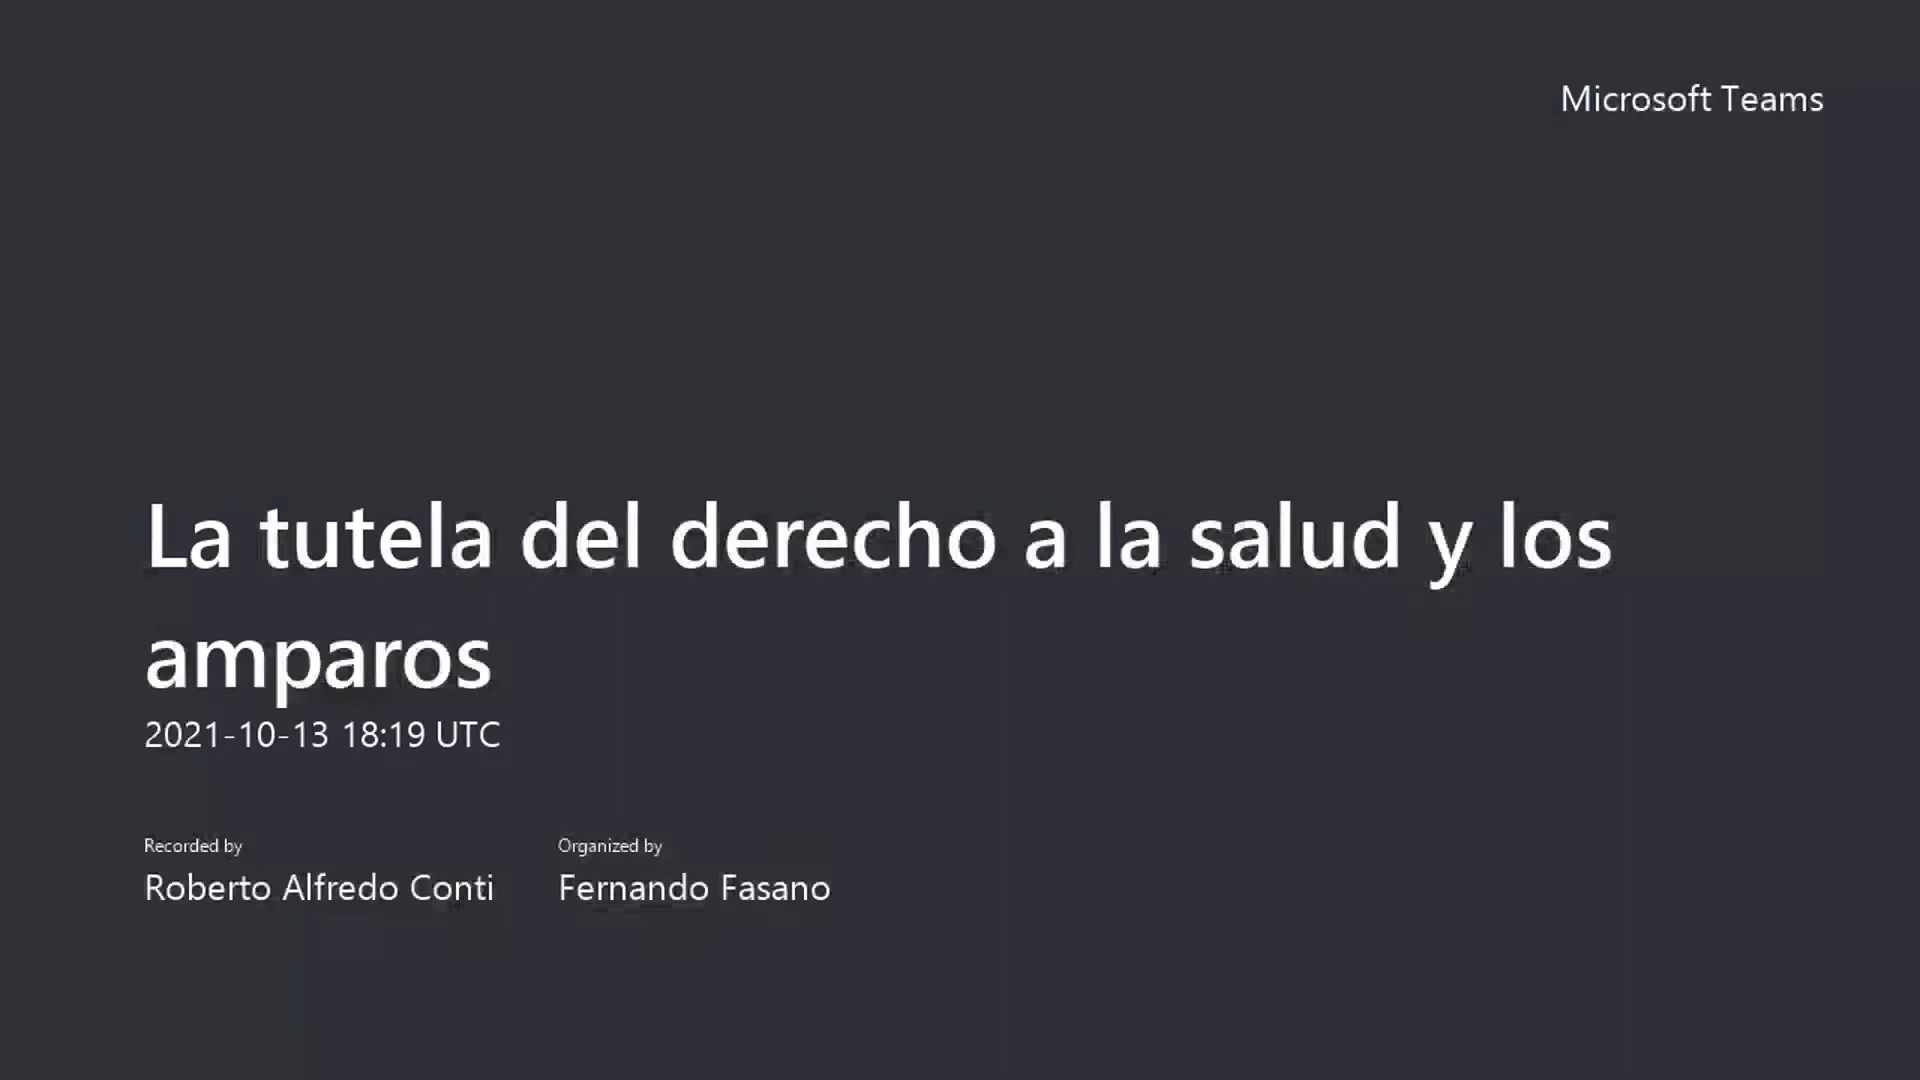 Microsoft Teams
La tutela del derecho a la salud y los
amparos
2021-10-13 18:19 UTC
Recorded by
Roberto Alfredo Conti
Organized by
Fernando Fasano